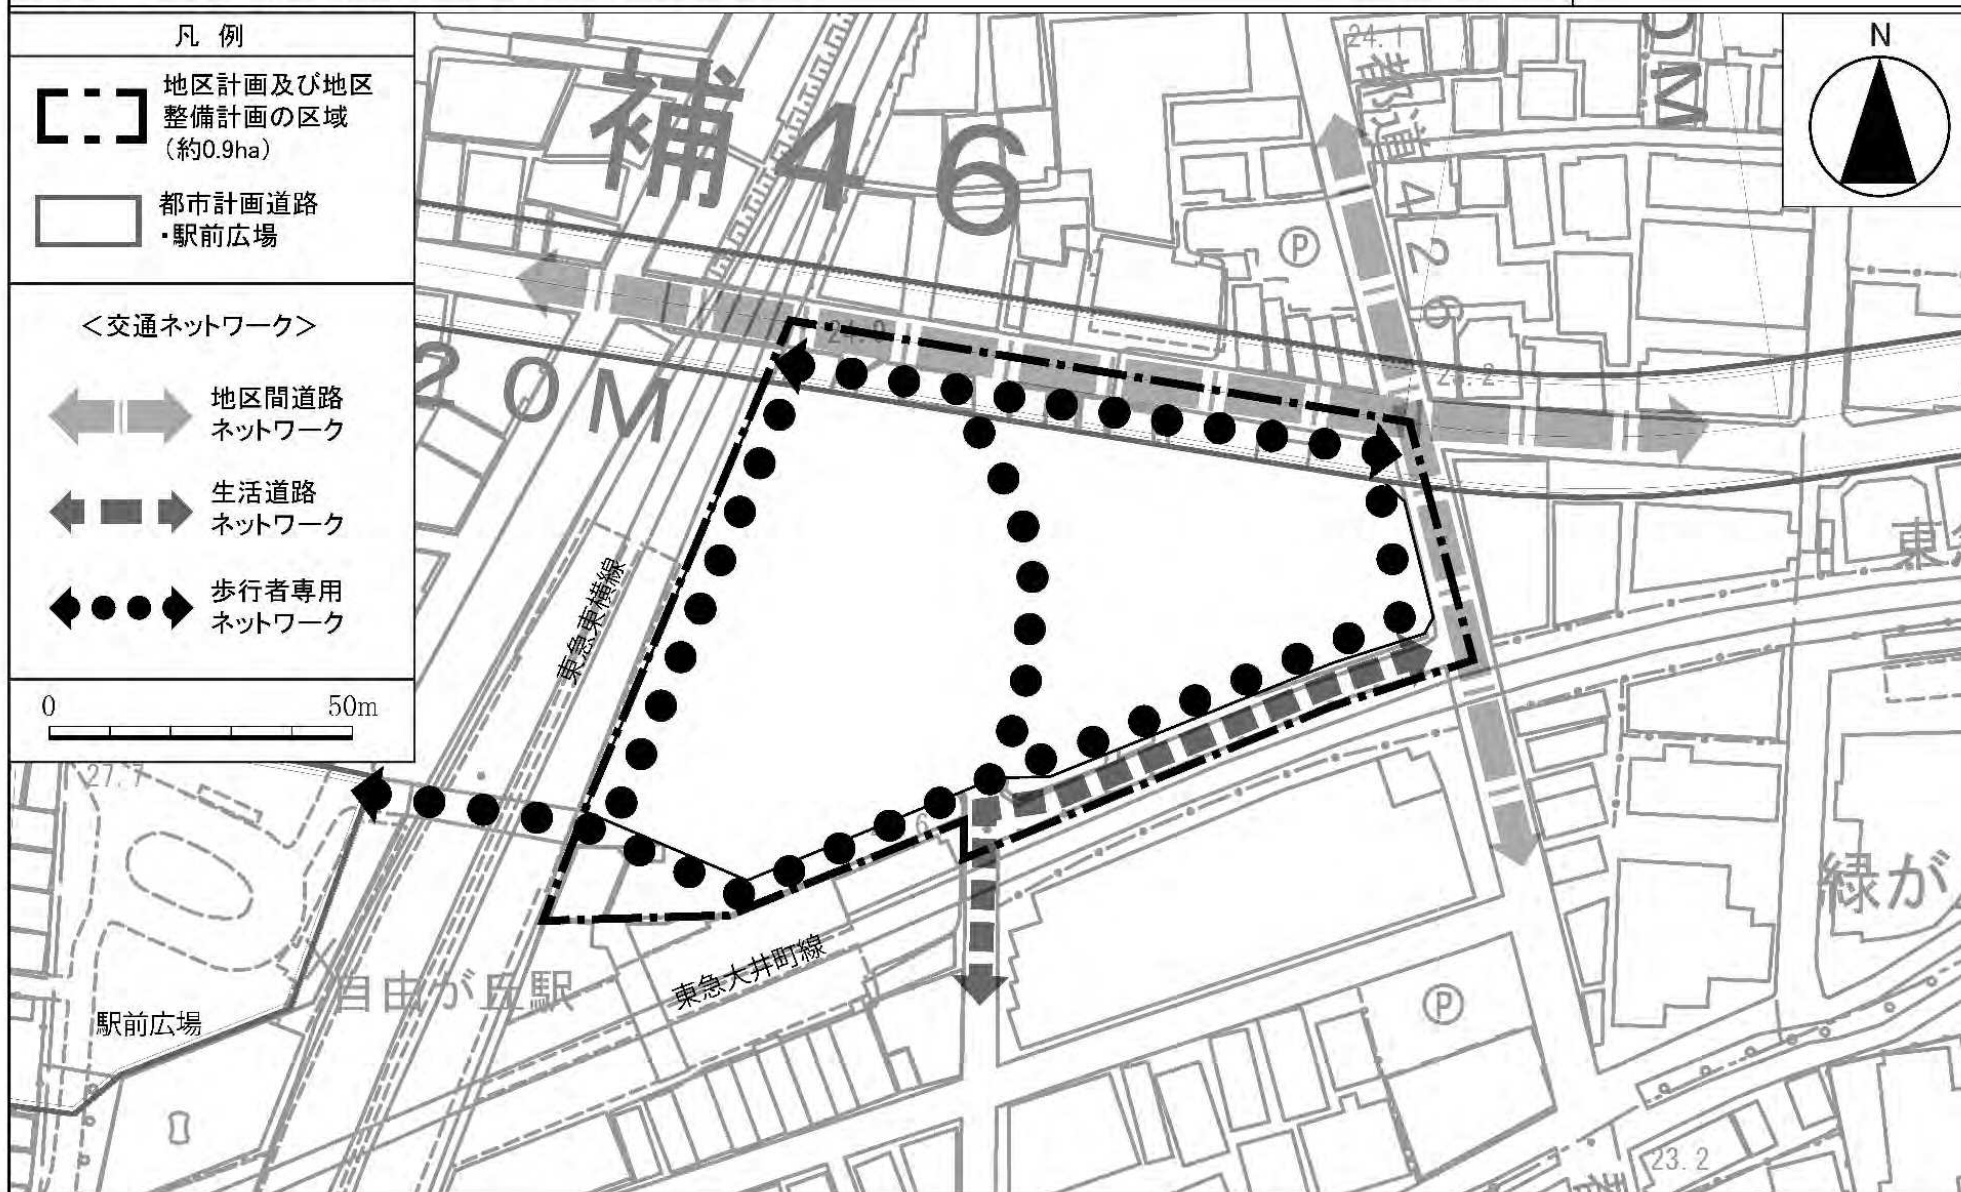 凡 例
地区計画及び地区
整備計画の区域
（約0.9ha）
都市計画道路
・駅前広場
＜交通ネットワーク＞
地区間道路
ネットワーク
生活道路
ネットワーク
歩行者専用
ネットワーク
0 50m
N
補46
20M
24.1
都道426
P
東急東横線
27.7
自由が丘駅
駅前広場
東急大井町線
緑が
P
23.2